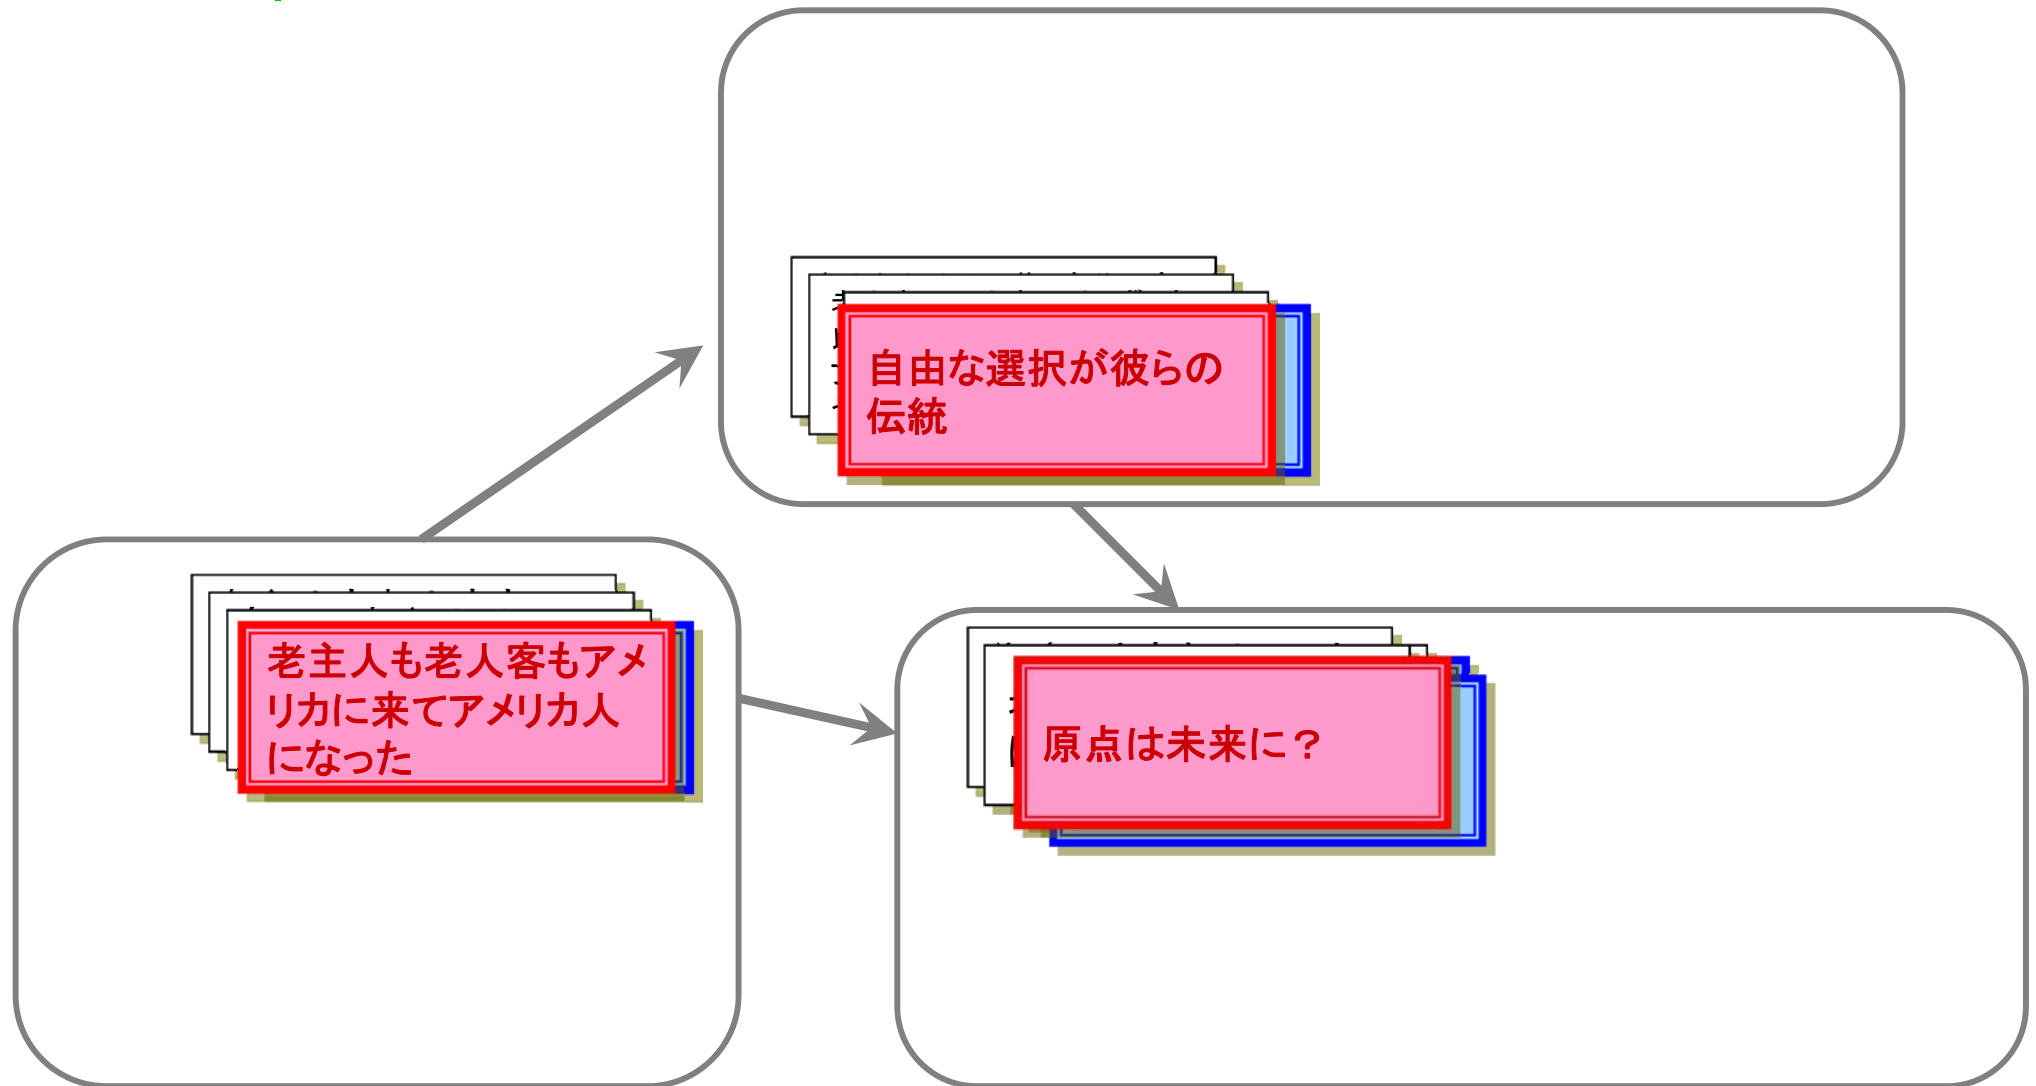 自由な選択が彼らの
伝統
老主人も老人客もアメ
リカに来てアメリカ人
になった
原点は未来に？